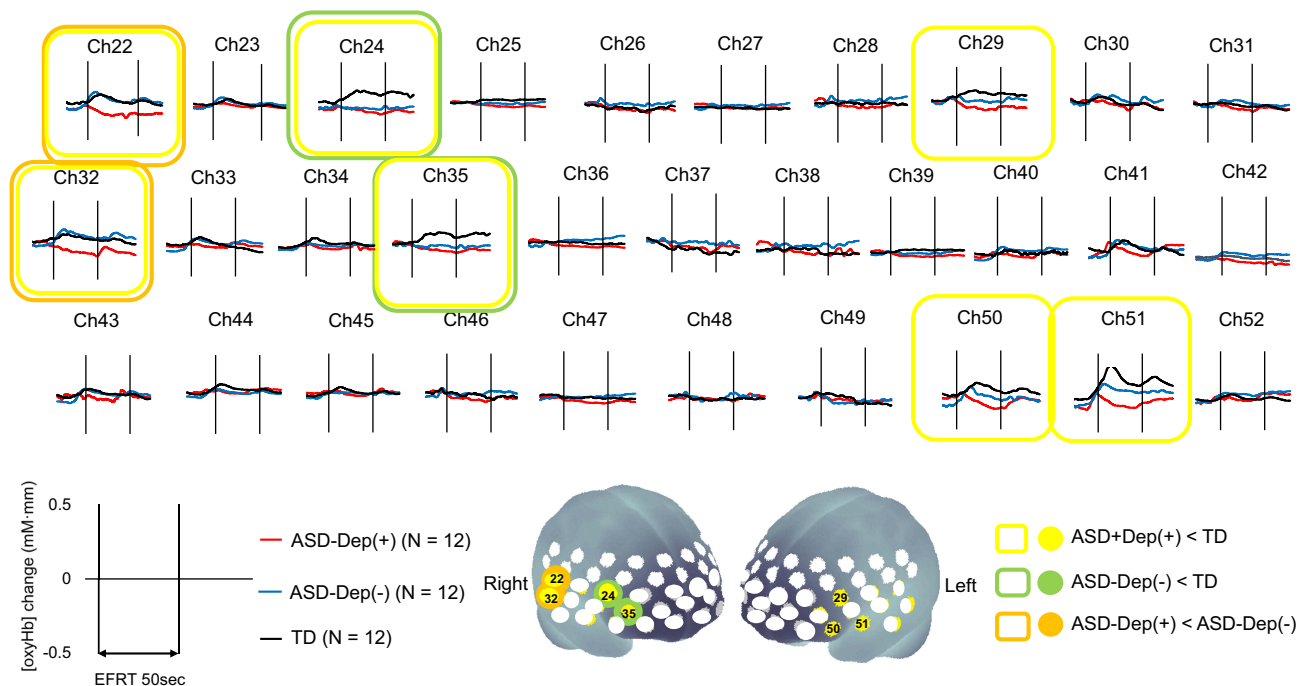 Ch22 Ch23 Ch24 Ch25 Ch26 Ch27 Ch28 Ch29 Ch30 Ch31
Ch32 Ch33 Ch34 Ch35 Ch36 Ch37 Ch38 Ch39 Ch40 Ch41 Ch42
Ch43 Ch44 Ch45 Ch46 Ch47 Ch48 Ch49 Ch50 Ch51 Ch52
[oxyHb] change (mM·mm)
0.5
0
-0.5
EFRT 50sec
ASD-Dep(+) (N = 12)
ASD-Dep(-) (N = 12)
TD (N = 12)
Right
22
32
24
35
29
50
51
Left
ASD+Dep(+) < TD
ASD-Dep(-) < TD
ASD-Dep(+) < ASD-Dep(-)